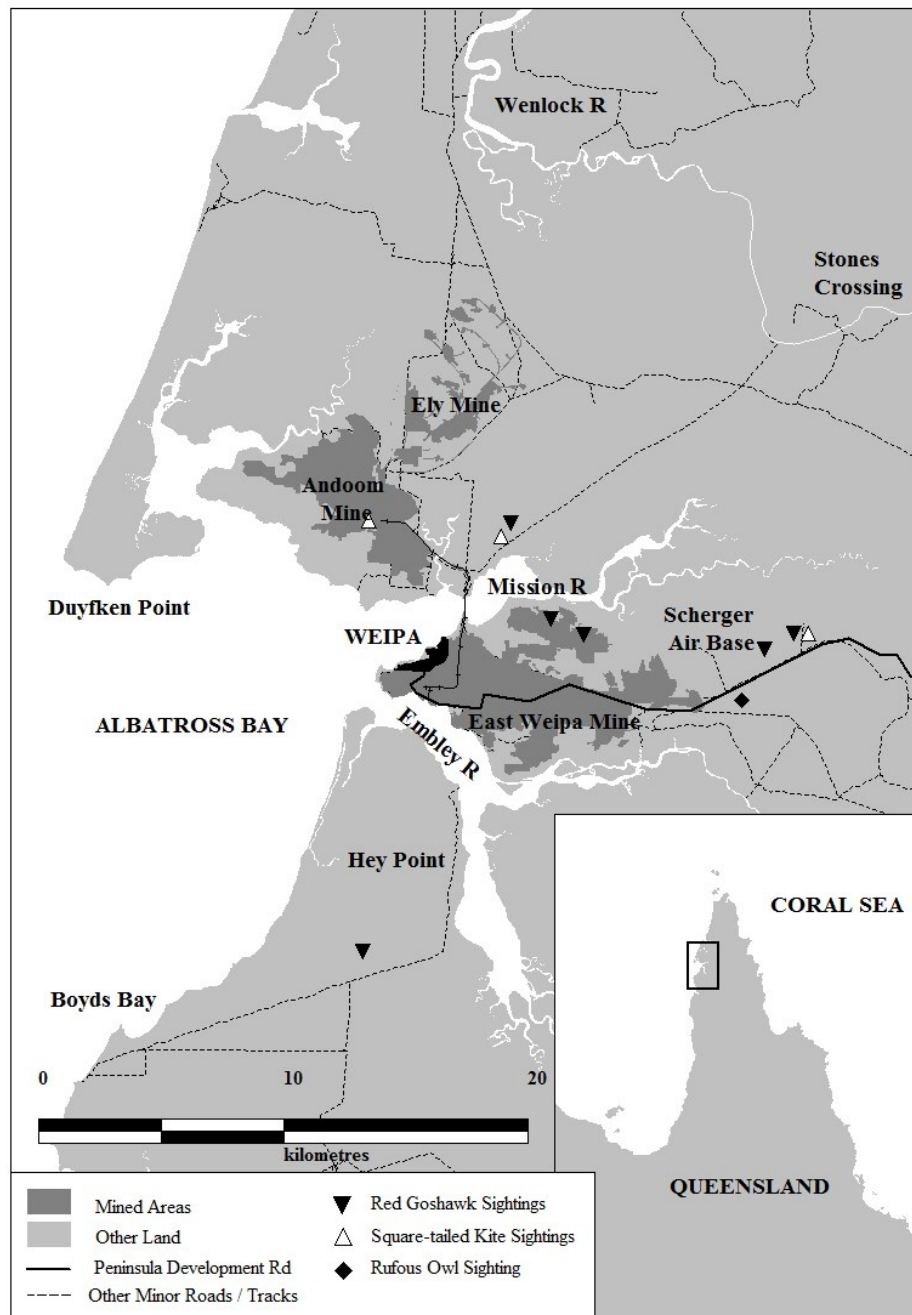 Wenlock R
Stones
Crossing
Ely Mine
Andoom
Mine
Mission R
Duyfken Point
WEIPA
Scherger
Air Base
ALBATROSS BAY
East Weipa Mine
Embley R
Hey Point
CORAL SEA
Boyds Bay
0 10 20
kilometres
QUEENSLAND
Mined Areas
Other Land
Peninsula Development Rd
Other Minor Roads / Tracks
Red Goshawk Sightings
Square-tailed Kite Sightings
Rufous Owl Sighting